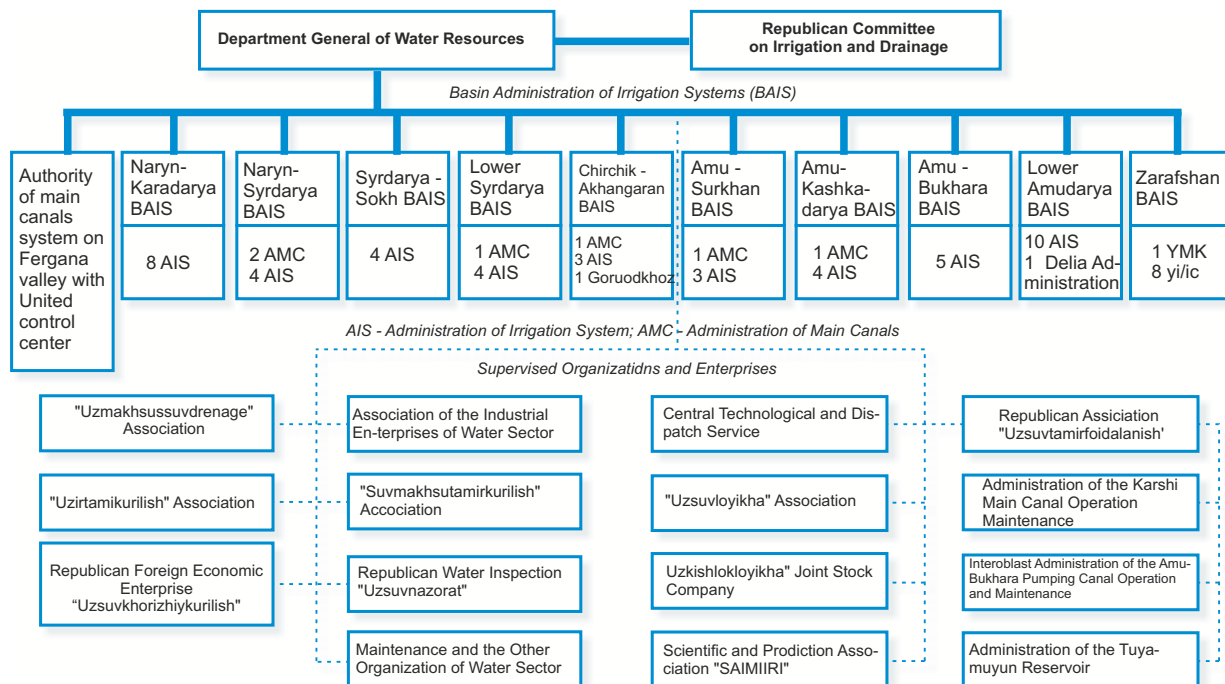 Department General of Water Resources
Republican Committee
on Irrigation and Drainage
Basin Administration of Irrigation Systems (BAIS)
Authority
of main
canals
system on
Fergana
valley with
United
control
center
Naryn-
Karadarya
BAIS
8 AIS
Naryn-
Syrdarya
BAIS
2 AMC
4 AIS
Syrdarya -
Sokh BAIS
4 AIS
Lower
Syrdarya
BAIS
1 AMC
4 AIS
Chirchik -
Akhangaran
BAIS
1 AMC
3 AIS
1 Goruodkhoz
Amu -
Surkhan
BAIS
1 AMC
3 AIS
Amu-
Kashka-
darya BAIS
1 AMC
4 AIS
Amu -
Bukhara
BAIS
5 AIS
Lower
Amudarya
BAIS
10 AIS
1 Delia Ad-
ministration
Zarafshan
BAIS
1 YMK
8 yi/ic
AIS - Administration of Irrigation System; AMC - Administration of Main Canals
Supervised Organizatidns and Enterprises
"Uzmakhsussuvdrenage"
Association
Association of the Industrial
En-terprises of Water Sector
Central Technological and Dis-
patch Service
Republican Assiciation
"Uzsuvtamirfoidalanish'
"Uzirtamikurilish" Association
"Suvmakhsutamirkurilish"
Accociation
"Uzsuvloyikha" Association
Administration of the Karshi
Main Canal Operation
Maintenance
Republican Foreign Economic
Enterprise
“Uzsuvkhorizhiykurilish"
Republican Water Inspection
"Uzsuvnazorat"
Uzkishlokloyikha" Joint Stock
Company
Interoblast Administration of the Amu-
Bukhara Pumping Canal Operation
and Maintenance
Maintenance and the Other
Organization of Water Sector
Scientific and Prodiction Asso-
ciation "SAIMIIRI"
Administration of the Tuya-
muyun Reservoir